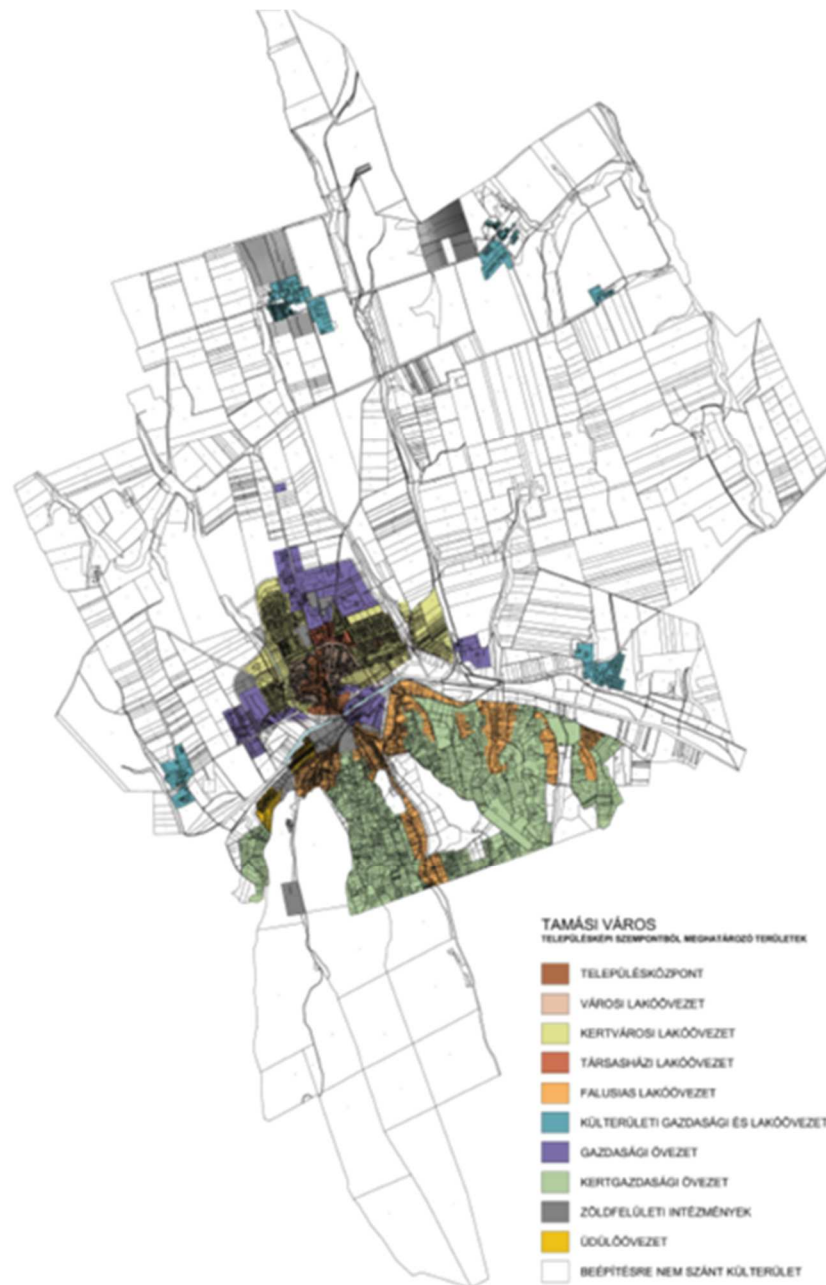 TAMÁSI VÁROS
TELEPÜLÉSKÉPI SZEMPONTBÓL MEGHATÁROZÓ TERÜLETEK
TELEPÜLÉSKÖZPONT
VÁROSI LAKÓÖVEZET
KERTVÁROSI LAKÓÖVEZET
TÁRSASHÁZI LAKÓÖVEZET
FALUSIAS LAKÓÖVEZET
KÜLTERÜLETI GAZDASÁGI ÉS LAKÓÖVEZET
GAZDASÁGI ÖVEZET
KERTGAZDASÁGI ÖVEZET
ZÖLDFELÜLETI INTÉZMÉNYEK
ÜDÜLŐÖVEZET
BEÉPÍTÉSRE NEM SZÁNT KÜLTERÜLET